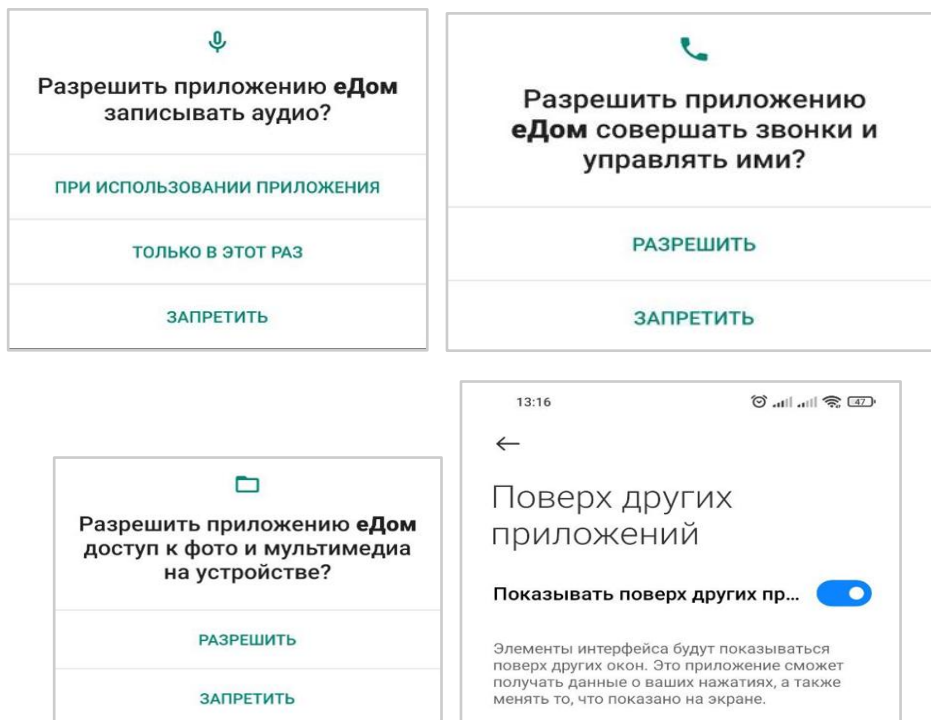 Разрешить приложению еДом
записывать аудио?
ПРИ ИСПОЛЬЗОВАНИИ ПРИЛОЖЕНИЯ
ТОЛЬКО В ЭТОТ РАЗ
ЗАПРЕТИТЬ
Разрешить приложению
еДом совершать звонки и
управлять ими?
РАЗРЕШИТЬ
ЗАПРЕТИТЬ
Разрешить приложению еДом
доступ к фото и мультимедиа
на устройстве?
РАЗРЕШИТЬ
ЗАПРЕТИТЬ
13:16
47
Поверх других
приложений
Показывать поверх других пр...
Элементы интерфейса будут показываться
поверх других окон. Это приложение сможет
получать данные о ваших нажатиях, а также
менять то, что показано на экране.